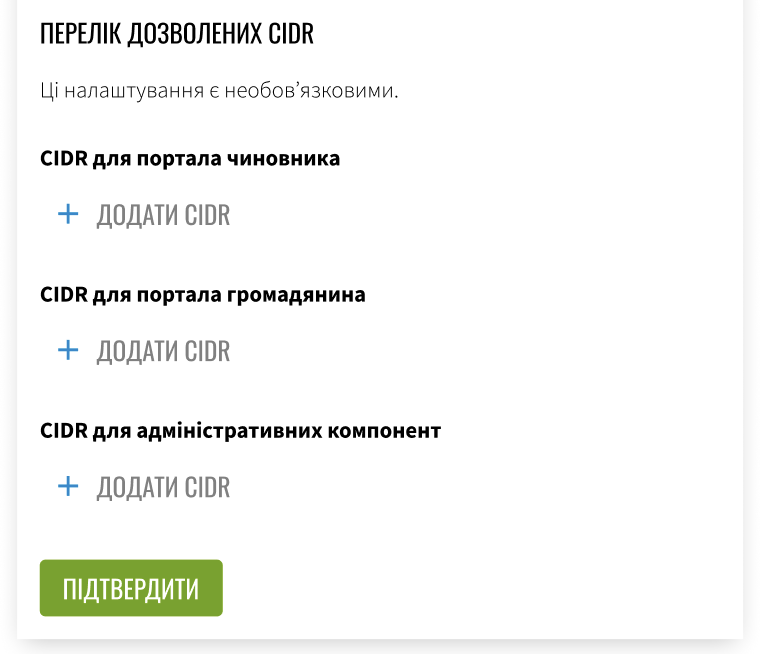 ПЕРЕЛІК ДОЗВОЛЕНИХ CIDR
Ці налаштування є необов’язковими.
CIDR для портала чиновника
+ ДОДАТИ CIDR
CIDR для портала громадянина
+ ДОДАТИ CIDR
CIDR для адміністративних компонент
+ ДОДАТИ CIDR
ПІДТВЕРДИТИ